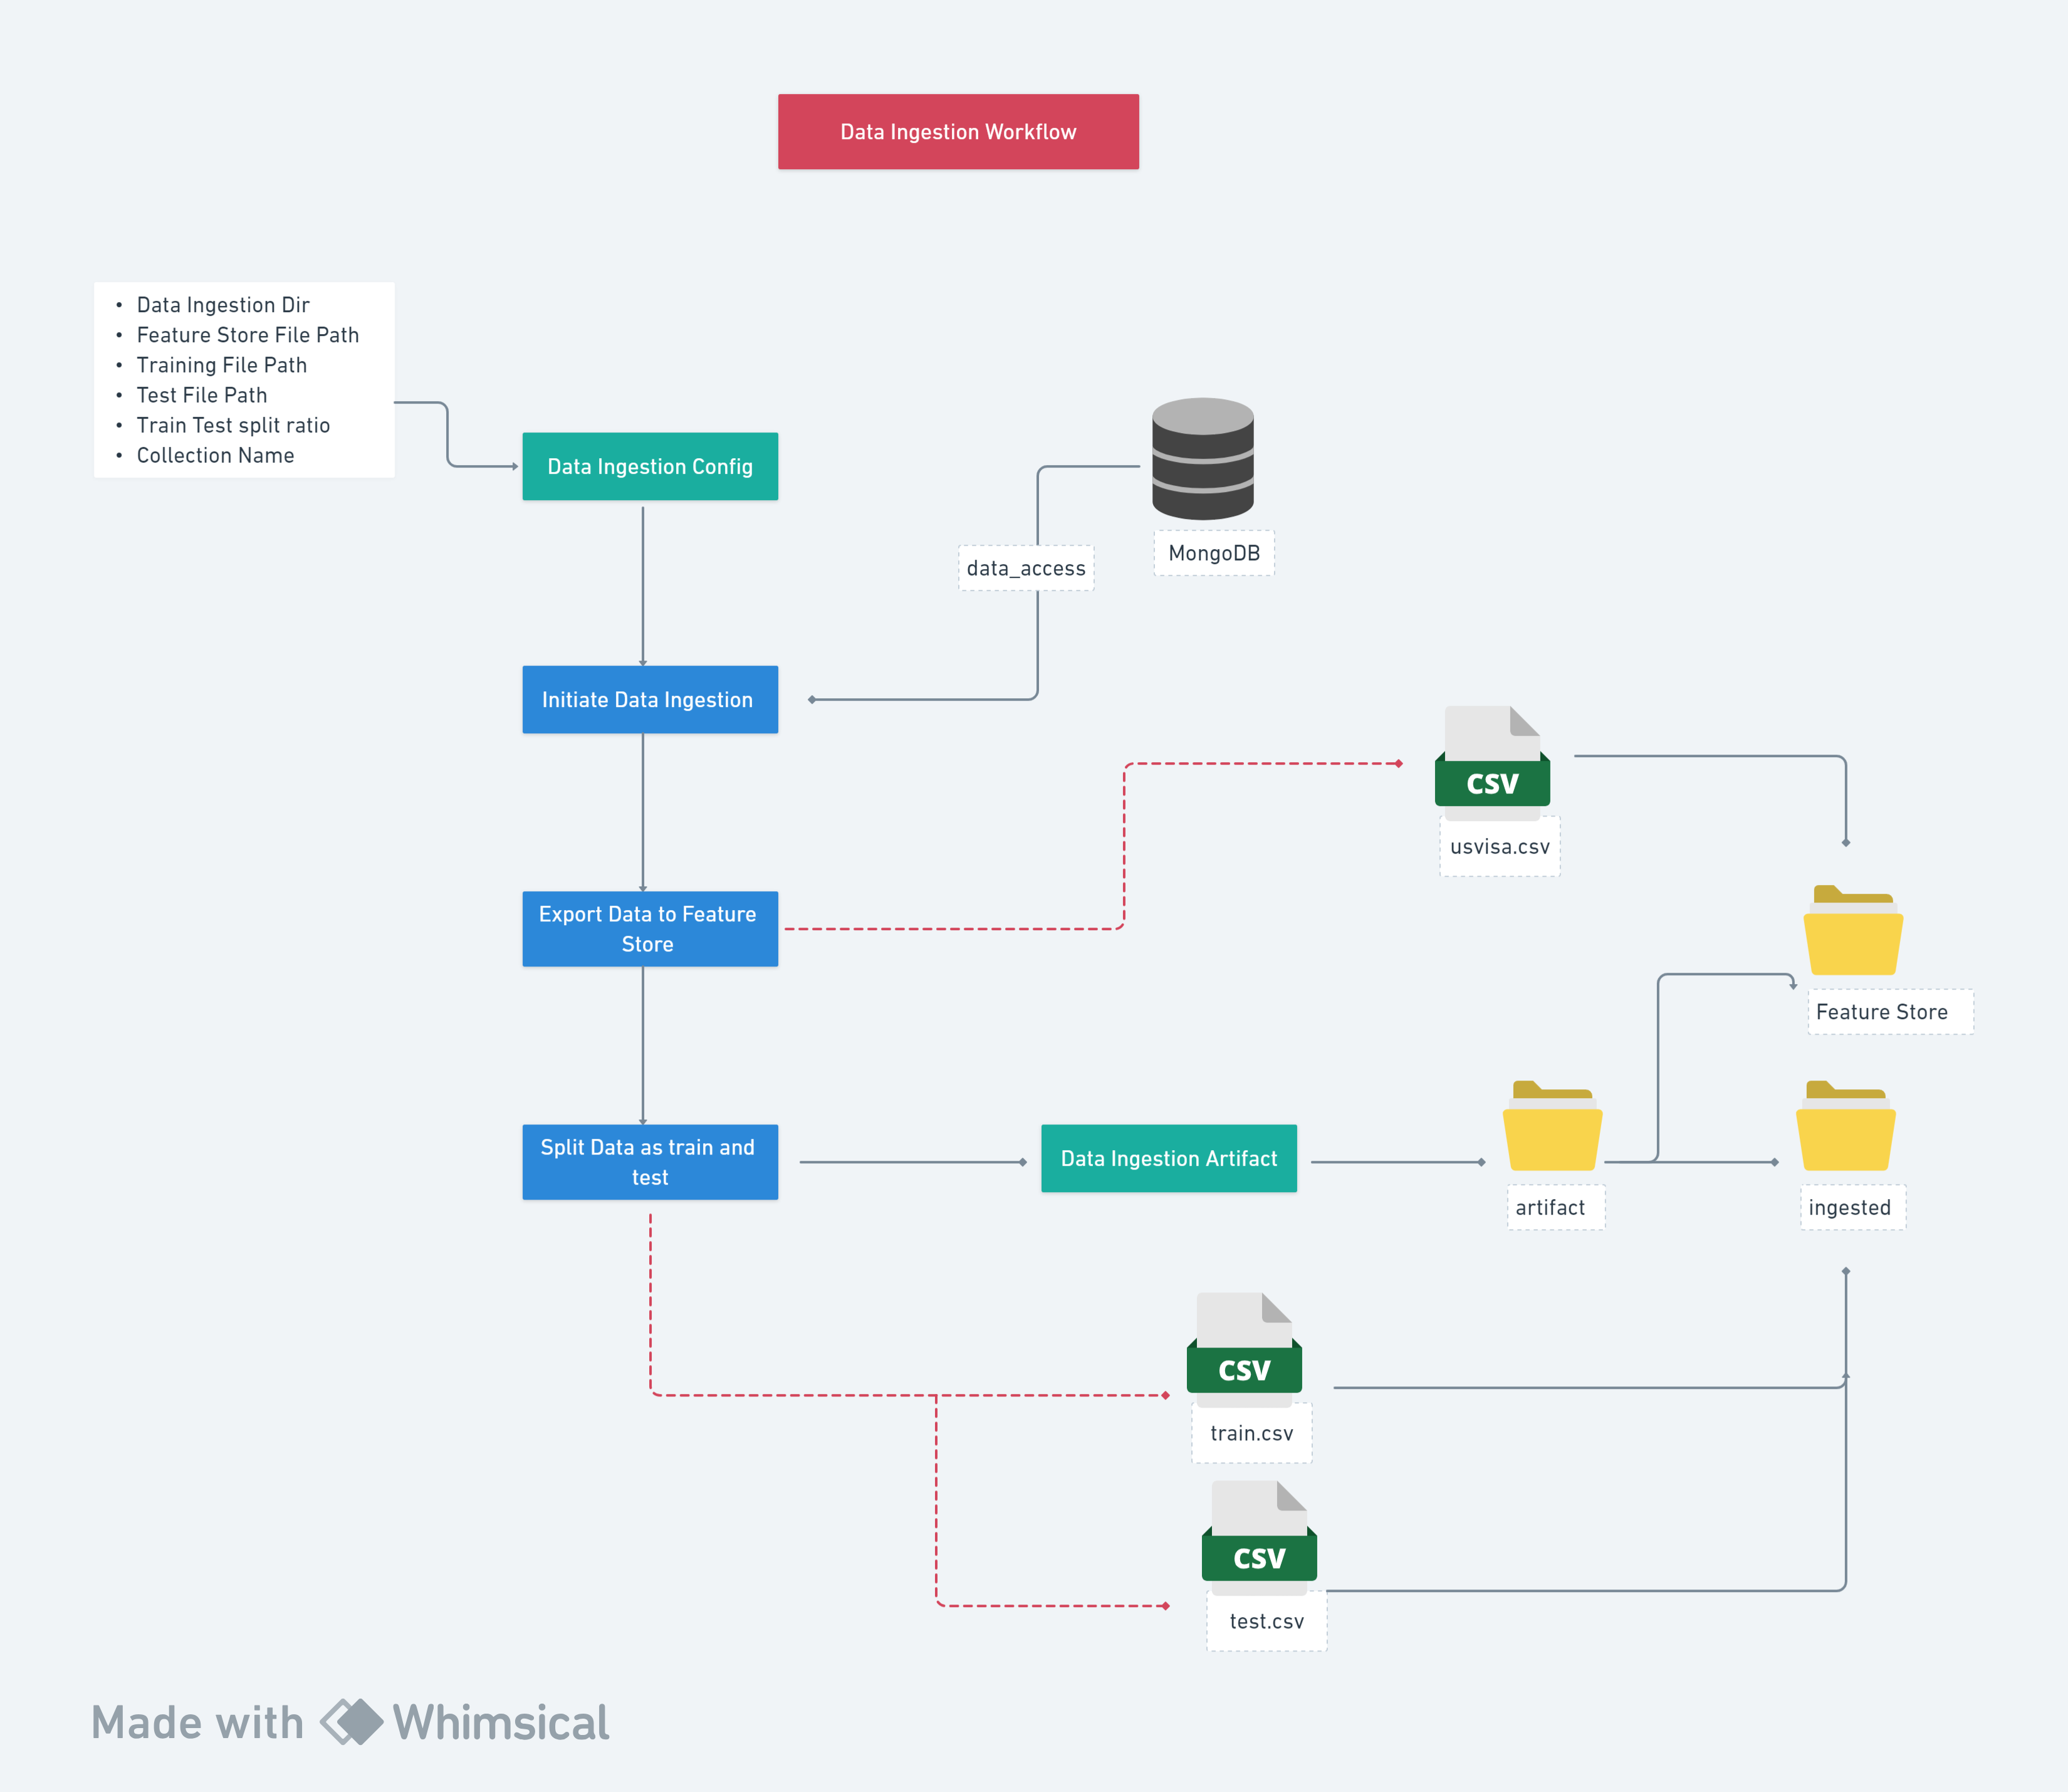 Data Ingestion Workflow
• Data Ingestion Dir
• Feature Store File Path
• Training File Path
• Test File Path
• Train Test split ratio
• Collection Name
Data Ingestion Config
MongoDB
data_access
Initiate Data Ingestion
CSV
usvisa.csv
Export Data to Feature
Store
Feature Store
Split Data as train and
test
Data Ingestion Artifact
artifact
ingested
CSV
train.csv
CSV
test.csv
Made with Whimsical